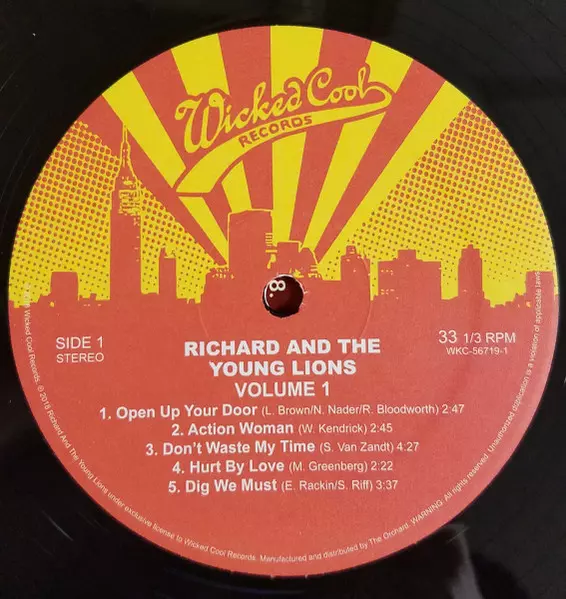 Wicked Cool
RECORDS
8
SIDE 1
STEREO
33 1/3 RPM
WKC-56719-1
RICHARD AND THE
YOUNG LIONS
VOLUME 1
1. Open Up Your Door (L. Brown/N. Nader/R. Bloodworth) 2:47
2. Action Woman (W. Kendrick) 2:45
3. Don't Waste My Time (S. Van Zandt) 4:27
4. Hurt By Love (M. Greenberg) 2:22
5. Dig We Must (E. Rackin/S. Riff) 3:37
Wicked Cool Records. ℗ 2018 Richard And The Young Lions under exclusive license to Wicked Cool Records. Manufactured and distributed by The Orchard. WARNING: All rights reserved. Unauthorized duplication is a violation of applicable laws